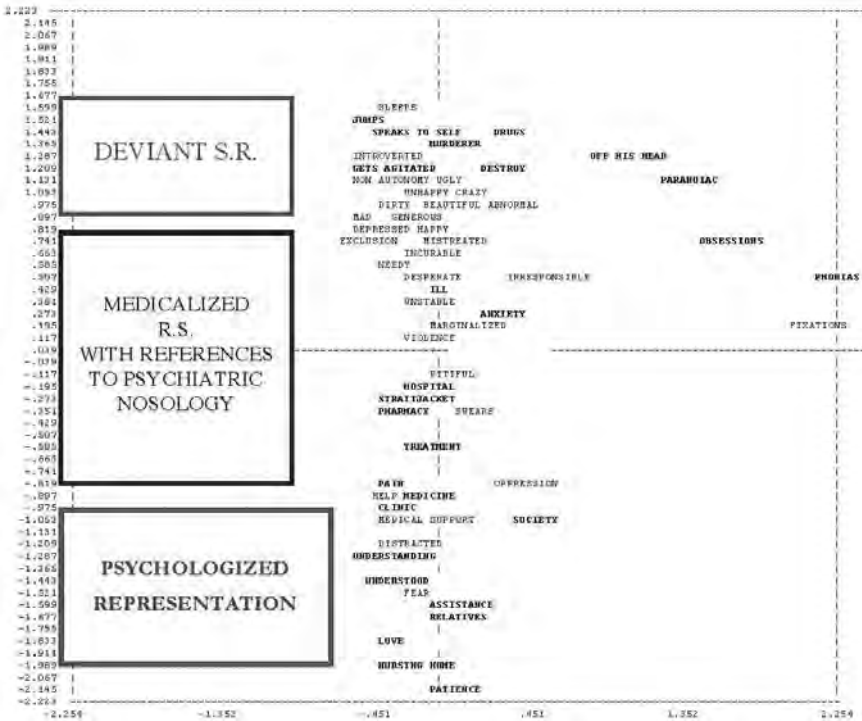 2.223
2.145
2.067
1.989
1.911
1.833
1.755
1.677
1.599 SLEEPS
1.521 JUMPS
1.443 SPEAKS TO SELF DRUGS
1.365 MURDERER
1.287 INTROVERTED OFF HIS HEAD
1.209 GETS AGITATED DESTROY
1.131 NON AUTONOMY UGLY PARANOIAC
1.053 UNHAPPY CRAZY
.975 DIRTY BEAUTIFUL ABNORMAL
.897 BAD GENEROUS
.819 DEPRESSED HAPPY
.741 EXCLUSION MISTREATED OBSESSIONS
.663 INCURABLE
.585 NEEDY
.507 DESPERATE IRRESPONSIBLE PHOBIAS
.429 ILL
.351 UNSTABLE
.273 ANXIETY
.195 MARGINALIZED FIXATIONS
.117 VIOLENCE
.039
-.039
-.117 PITIFUL
-.195 HOSPITAL
-.273 STRAITJACKET
-.351 PHARMACY SWEARS
-.429
-.507
-.585 TREATMENT
-.663
-.741
-.819 PAIN OPPRESSION
-.897 HELP MEDICINE
-.975 CLINIC
-1.053 MEDICAL SUPPORT SOCIETY
-1.131
-1.209 DISTRACTED
-1.287 UNDERSTANDING
-1.365
-1.443 UNDERSTOOD
-1.521 FEAR
-1.599 ASSISTANCE
-1.677 RELATIVES
-1.755
-1.833 LOVE
-1.911
-1.989 NURSING HOME
-2.067
-2.145 PATIENCE
-2.223
-2.254 -1.352 -.451 .451 1.352 2.254
DEVIANT S.R.
MEDICALIZED
R.S.
WITH REFERENCES
TO PSYCHIATRIC
NOSOLOGY
PSYCHOLOGIZED
REPRESENTATION